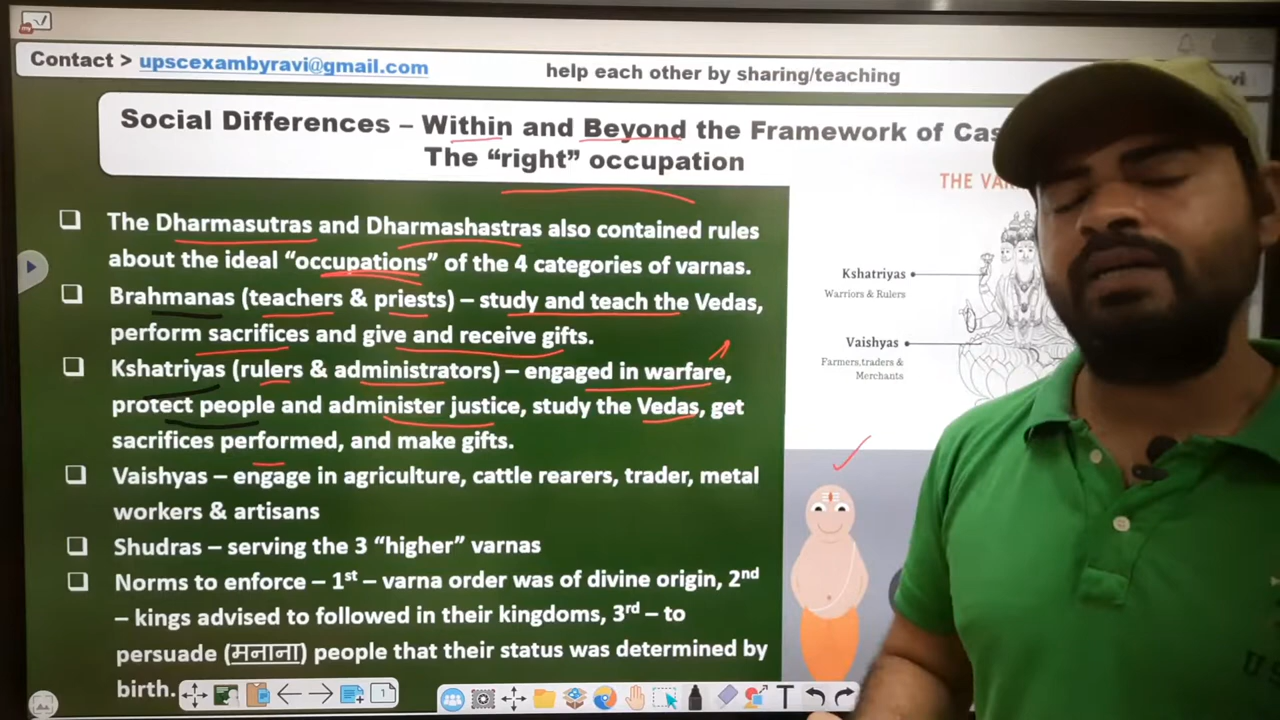 Contact > upscexambyravi@gmail.com
help each other by sharing/teaching
vi
Social Differences – Within and Beyond the Framework of Cas
The “right” occupation
❑ The Dharmasutras and Dharmashastras also contained rules
about the ideal “occupations” of the 4 categories of varnas.
❑ Brahmanas (teachers & priests) – study and teach the Vedas,
perform sacrifices and give and receive gifts.
❑ Kshatriyas (rulers & administrators) – engaged in warfare,
protect people and administer justice, study the Vedas, get
sacrifices performed, and make gifts.
❑ Vaishyas – engage in agriculture, cattle rearers, trader, metal
workers & artisans
❑ Shudras – serving the 3 “higher” varnas
❑ Norms to enforce – 1st – varna order was of divine origin, 2nd
– kings advised to followed in their kingdoms, 3rd – to
persuade (मनाना) people that their status was determined by
birth.
THE VA
Kshatriyas
Warriors & Rulers
Vaishyas
Farmers,traders &
Merchants
1
T